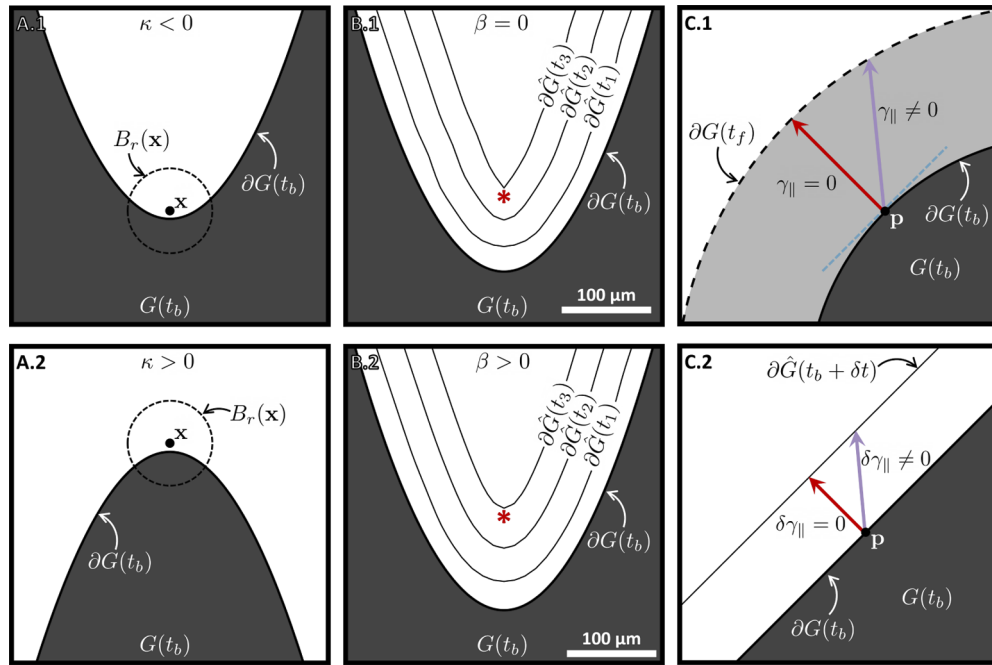 A.1
κ < 0
B_r(x)
x
∂G(t_b)
G(t_b)
B.1
β = 0
∂Ĝ(t_3)
∂Ĝ(t_2)
∂Ĝ(t_1)
∂G(t_b)
*
G(t_b)
100 μm
C.1
∂G(t_f)
γ_∥ ≠ 0
γ_∥ = 0
∂G(t_b)
p
G(t_b)
A.2
κ > 0
B_r(x)
x
∂G(t_b)
G(t_b)
B.2
β > 0
∂Ĝ(t_3)
∂Ĝ(t_2)
∂Ĝ(t_1)
*
∂G(t_b)
G(t_b)
100 μm
C.2
∂Ĝ(t_b + δt)
δγ_∥ ≠ 0
δγ_∥ = 0
p
G(t_b)
∂G(t_b)